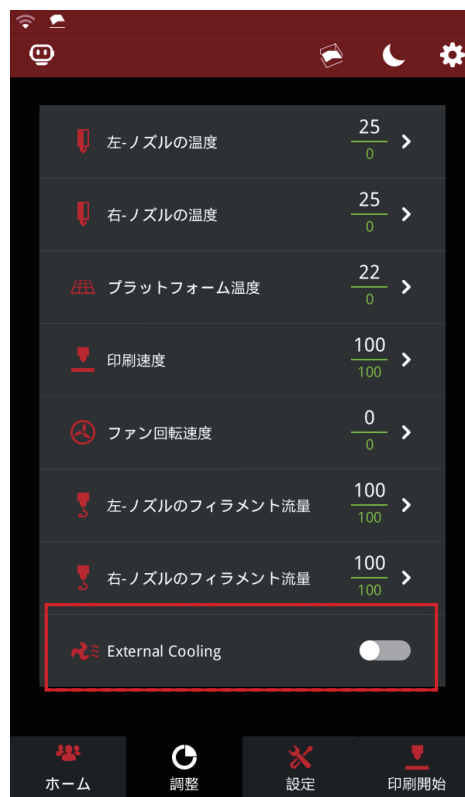 左-ノズルの温度
25
0
右-ノズルの温度
25
0
プラットフォーム温度
22
0
印刷速度
100
100
ファン回転速度
0
0
左-ノズルのフィラメント流量
100
100
右-ノズルのフィラメント流量
100
100
External Cooling
ホーム 調整 設定 印刷開始